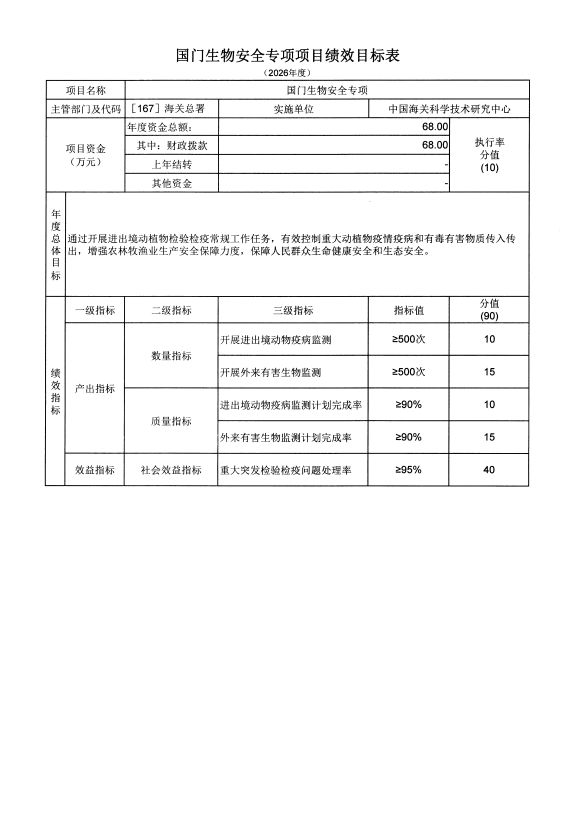 国门生物安全专项项目绩效目标表
（2026年度）
项目名称 国门生物安全专项
主管部门及代码 ［167］海关总署 实施单位 中国海关科学技术研究中心
项目资金
（万元）
年度资金总额： 68.00
其中：财政拨款 68.00
上年结转 -
其他资金 -
执行率
分值
(10)
年度总体目标
通过开展进出境动植物检验检疫常规工作任务，有效控制重大动植物疫情疫病和有毒有害物质传入传
出，增强农林牧渔业生产安全保障力度，保障人民群众生命健康安全和生态安全。
绩效指标
一级指标 二级指标 三级指标 指标值 分值
(90)
产出指标
数量指标
开展进出境动物疫病监测 ≥500次 10
开展外来有害生物监测 ≥500次 15
质量指标
进出境动物疫病监测计划完成率 ≥90% 10
外来有害生物监测计划完成率 ≥90% 15
效益指标 社会效益指标 重大突发检验检疫问题处理率 ≥95% 40